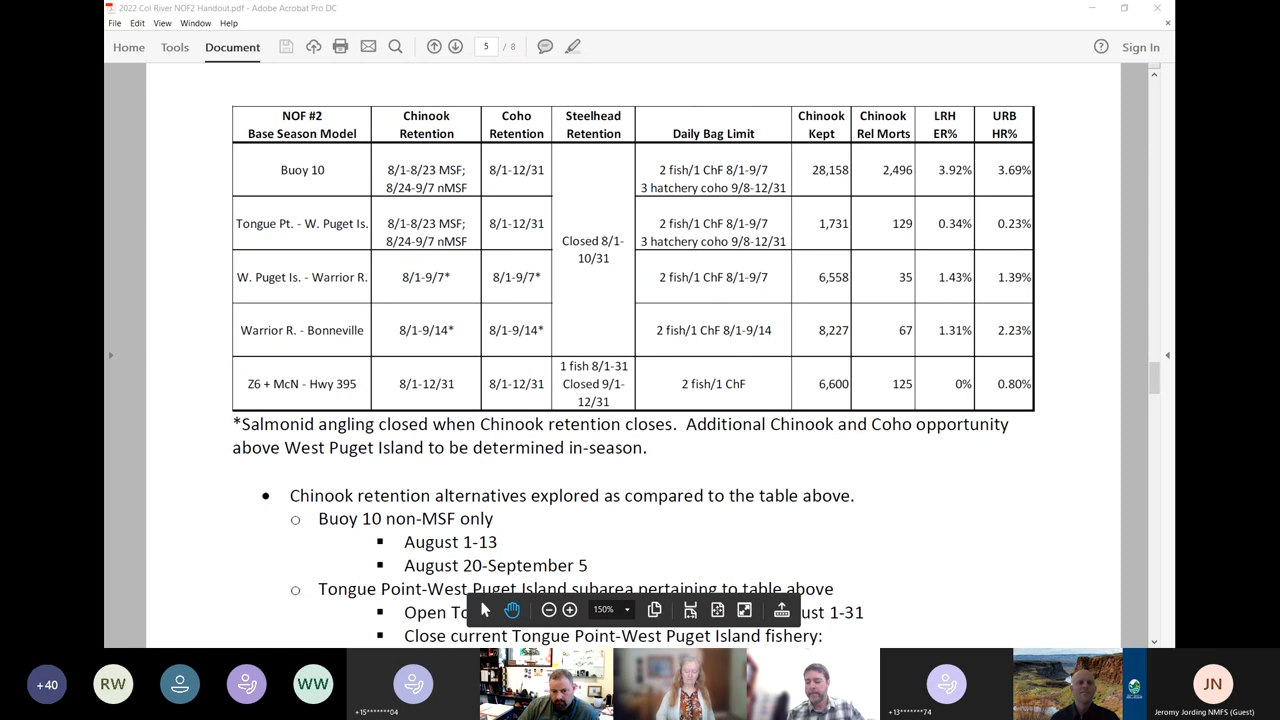 2022 Col River NOF2 Handout.pdf - Adobe Acrobat Pro DC
File Edit View Window Help
Home Tools Document 5 / 8 Sign In
NOF #2 Base Season Model Chinook Retention Coho Retention Steelhead Retention Daily Bag Limit Chinook Kept Chinook Rel Morts LRH ER% URB HR%
Buoy 10 8/1-8/23 MSF; 8/24-9/7 nMSF 8/1-12/31 2 fish/1 ChF 8/1-9/7 3 hatchery coho 9/8-12/31 28,158 2,496 3.92% 3.69%
Tongue Pt. - W. Puget Is. 8/1-8/23 MSF; 8/24-9/7 nMSF 8/1-12/31 2 fish/1 ChF 8/1-9/7 3 hatchery coho 9/8-12/31 1,731 129 0.34% 0.23%
Closed 8/1-10/31
W. Puget Is. - Warrior R. 8/1-9/7* 8/1-9/7* 2 fish/1 ChF 8/1-9/7 6,558 35 1.43% 1.39%
Warrior R. - Bonneville 8/1-9/14* 8/1-9/14* 2 fish/1 ChF 8/1-9/14 8,227 67 1.31% 2.23%
Z6 + McN - Hwy 395 8/1-12/31 8/1-12/31 1 fish 8/1-31 Closed 9/1-12/31 2 fish/1 ChF 6,600 125 0% 0.80%
*Salmonid angling closed when Chinook retention closes. Additional Chinook and Coho opportunity
above West Puget Island to be determined in-season.
• Chinook retention alternatives explored as compared to the table above.
○ Buoy 10 non-MSF only
▪ August 1-13
▪ August 20-September 5
○ Tongue Point-West Puget Island subarea pertaining to table above
▪ Open To
ust 1-31
150%
▪ Close current Tongue Point-West Puget Island fishery:
+40 RW WW JN
+15*******04 +13*******74 Jeromy Jording NMFS (Guest)